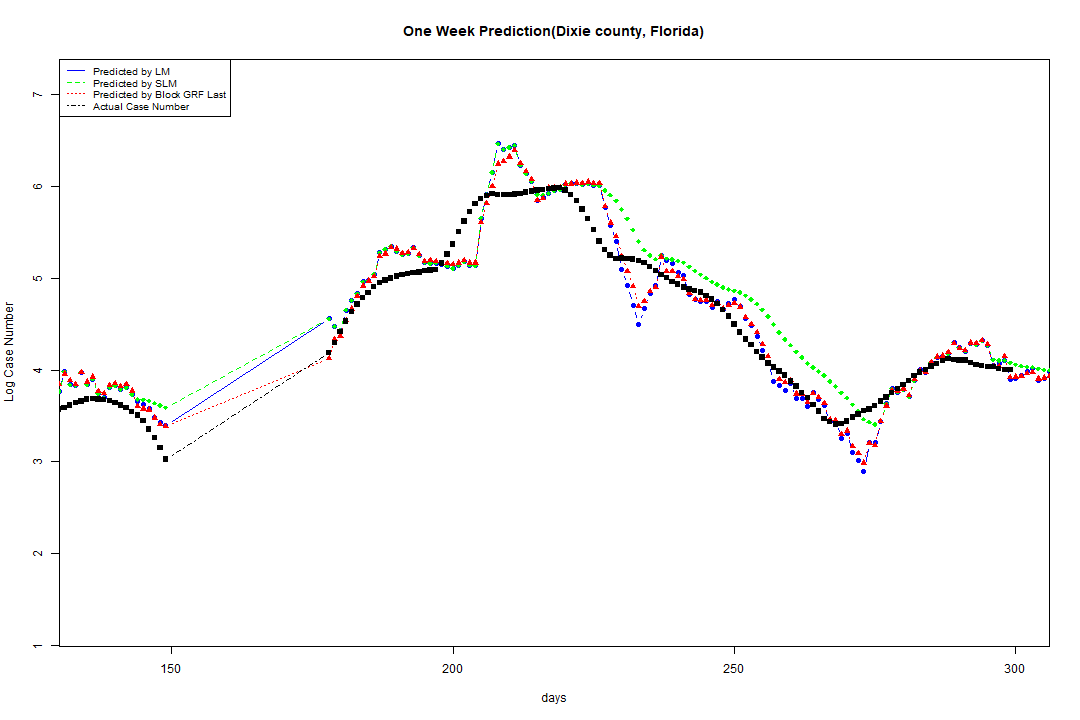 One Week Prediction(Dixie county, Florida)
Predicted by LM
Predicted by SLM
Predicted by Block GRF Last
Actual Case Number
7
6
5
4
3
2
1
Log Case Number
150 200 250 300
days